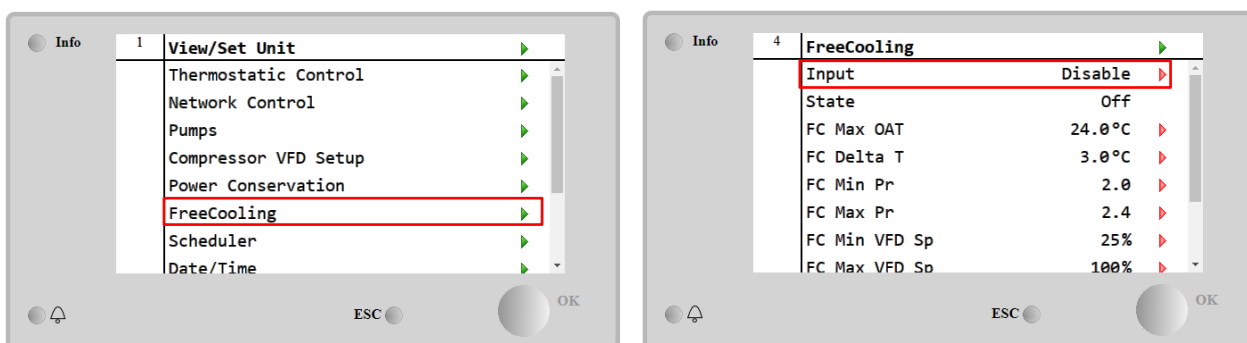 Info
1 View/Set Unit
Thermostatic Control
Network Control
Pumps
Compressor VFD Setup
Power Conservation
FreeCooling
Scheduler
Date/Time
ESC
OK
Info
4 FreeCooling
Input Disable
State Off
FC Max OAT 24.0°C
FC Delta T 3.0°C
FC Min Pr 2.0
FC Max Pr 2.4
FC Min VFD Sp 25%
FC Max VFD Sp 100%
ESC
OK